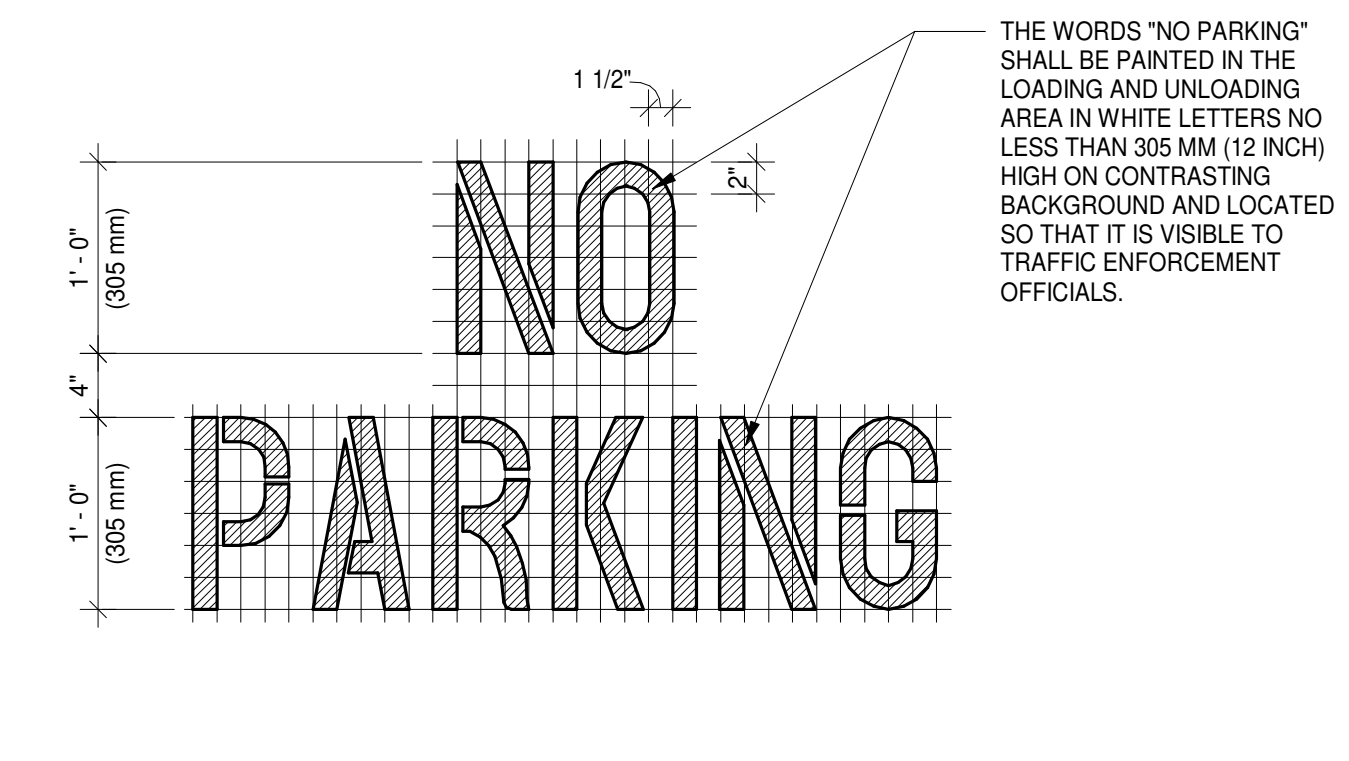 THE WORDS "NO PARKING"
SHALL BE PAINTED IN THE
LOADING AND UNLOADING
AREA IN WHITE LETTERS NO
LESS THAN 305 MM (12 INCH)
HIGH ON CONTRASTING
BACKGROUND AND LOCATED
SO THAT IT IS VISIBLE TO
TRAFFIC ENFORCEMENT
OFFICIALS.
1 1/2"
2"
1' - 0"
(305 mm)
NO
4"
1' - 0"
(305 mm)
PARKING